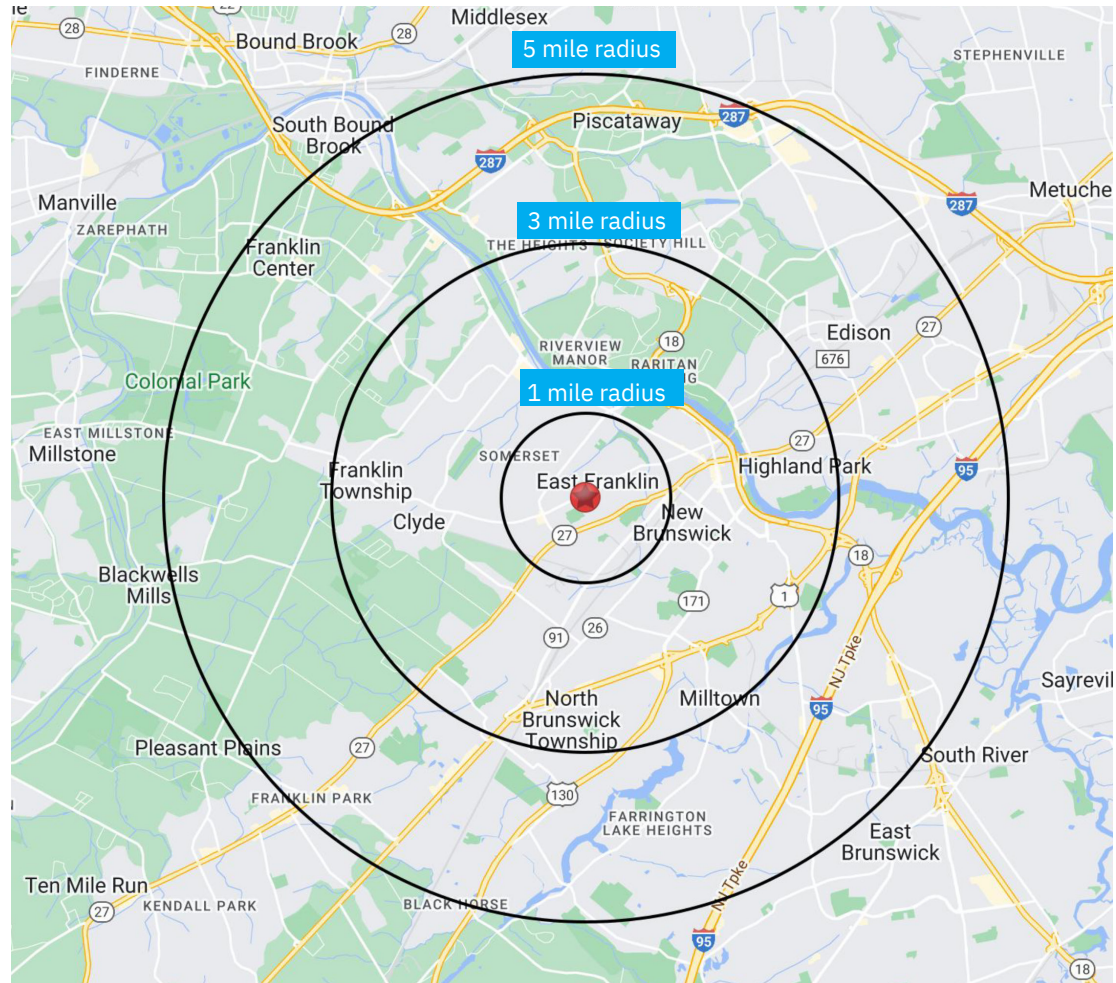 22
Middlesex
28
Bound Brook
28
5 mile radius
FINDERNE
STEPHENVILLE
South Bound
Brook
Piscataway
287
287
Metuche
Manville
287
3 mile radius
ZAREPHATH
Franklin
Center
THE HEIGHTS
SOCIETY HILL
18
27
Edison
RIVERVIEW
MANOR
676
RARITAN
NG
Colonial Park
1 mile radius
EAST MILLSTONE
Millstone
27
SOMERSET
Franklin
Township
Highland Park
95
East Franklin
Clyde
New
Brunswick
27
18
Blackwells
Mills
171
1
91
26
NJ Tpke
North
Brunswick
Township
Milltown
Sayrevil
95
Pleasant Plains
27
South River
FRANKLIN PARK
130
FARRINGTON
LAKE HEIGHTS
East
Brunswick
Ten Mile Run
NJ Tpke
27
KENDALL PARK
BLACK HORSE
95
18